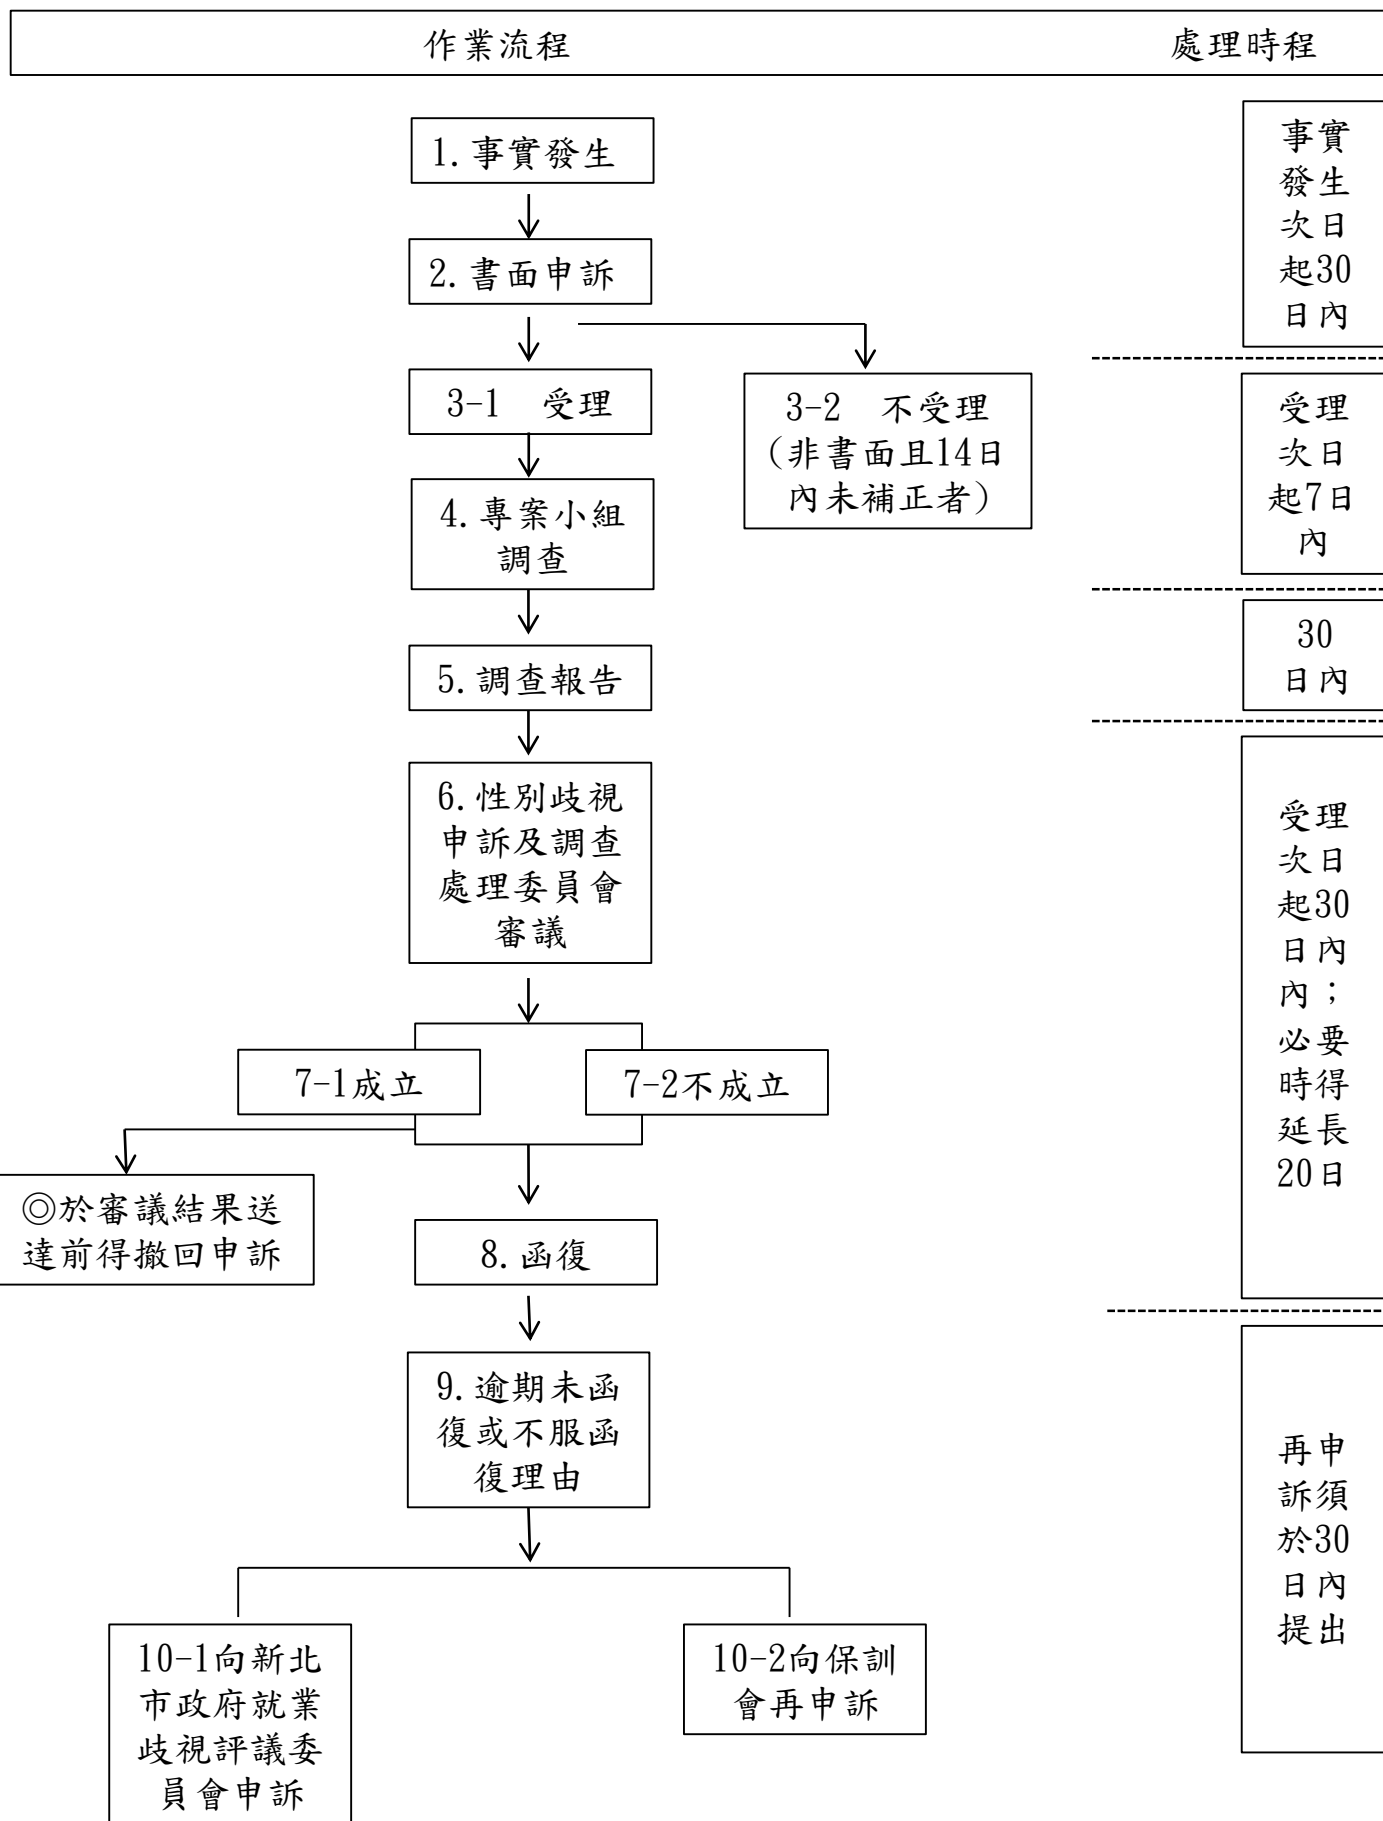 作業流程
處理時程
1.事實發生
2.書面申訴
3-1 受理
3-2 不受理
(非書面且14日
內未補正者)
4.專案小組
調查
5.調查報告
6.性別歧視
申訴及調查
處理委員會
審議
7-1成立
7-2不成立
◎於審議結果送
達前得撤回申訴
8.函復
9.逾期未函
復或不服函
復理由
10-1向新北
市政府就業
歧視評議委
員會申訴
10-2向保訓
會再申訴
事實
發生
次日
起30
日內
受理
次日
起7日
內
30
日內
受理
次日
起30
日內
內;
必要
時得
延長
20日
再申
訴須
於30
日內
提出